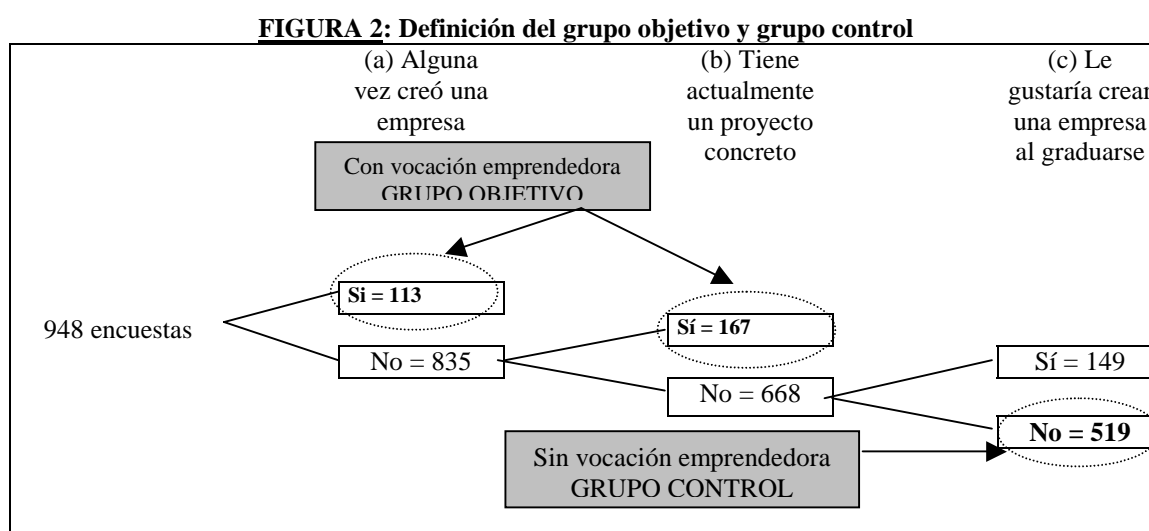 FIGURA 2: Definición del grupo objetivo y grupo control
(a) Alguna
vez creó una
empresa
(b) Tiene
actualmente
un proyecto
concreto
(c) Le
gustaría crear
una empresa
al graduarse
Con vocación emprendedora
GRUPO OBJETIVO
Si = 113
948 encuestas
Sí = 167
No = 835
Sí = 149
No = 668
No = 519
Sin vocación emprendedora
GRUPO CONTROL